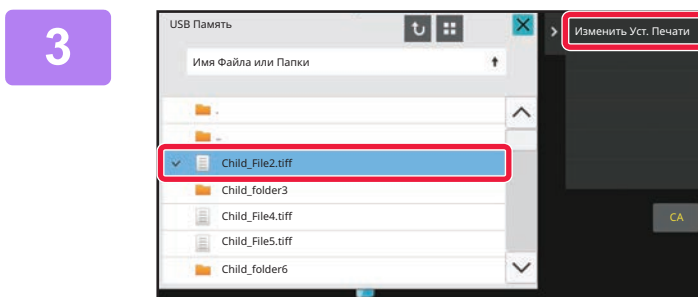 3
USB Память
Изменить Уст. Печати
Имя Файла или Папки
.
..
Child_File2.tiff
Child_folder3
Child_File4.tiff
CA
Child_File5.tiff
Child_folder6